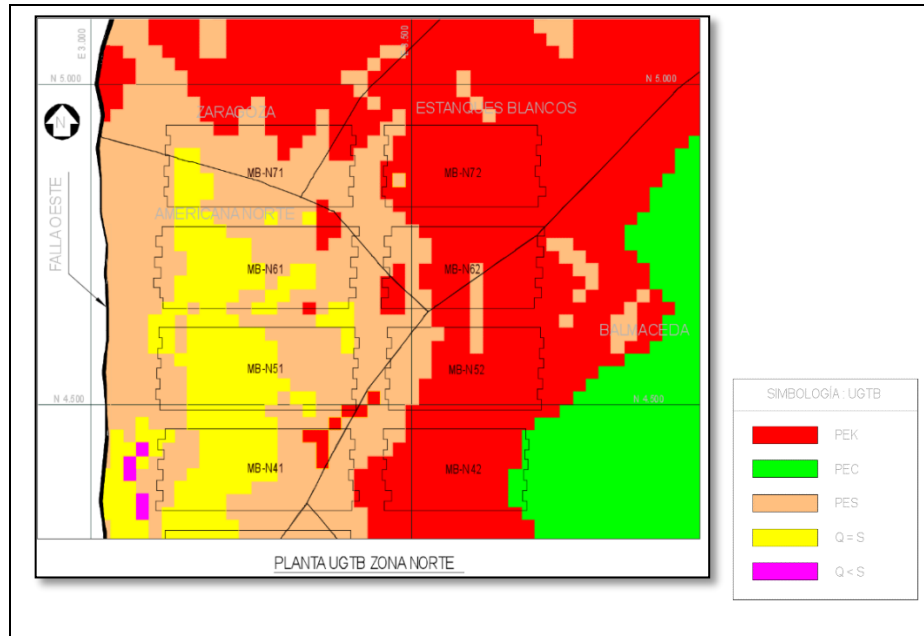 E 3.000
N 5.000
N 5.000
ZARAGOZA
ESTANQUES BLANCOS
N
MB-N71
MB-N72
AMERICANA NORTE
FALLA OESTE
MB-N61
MB-N62
BALMACEDA
MB-N51
MB-N52
N 4.500
MB-N41
MB-N42
PLANTA UGTB ZONA NORTE
SIMBOLOGÍA : UGTB
PEK
PEC
PES
Q = S
Q < S